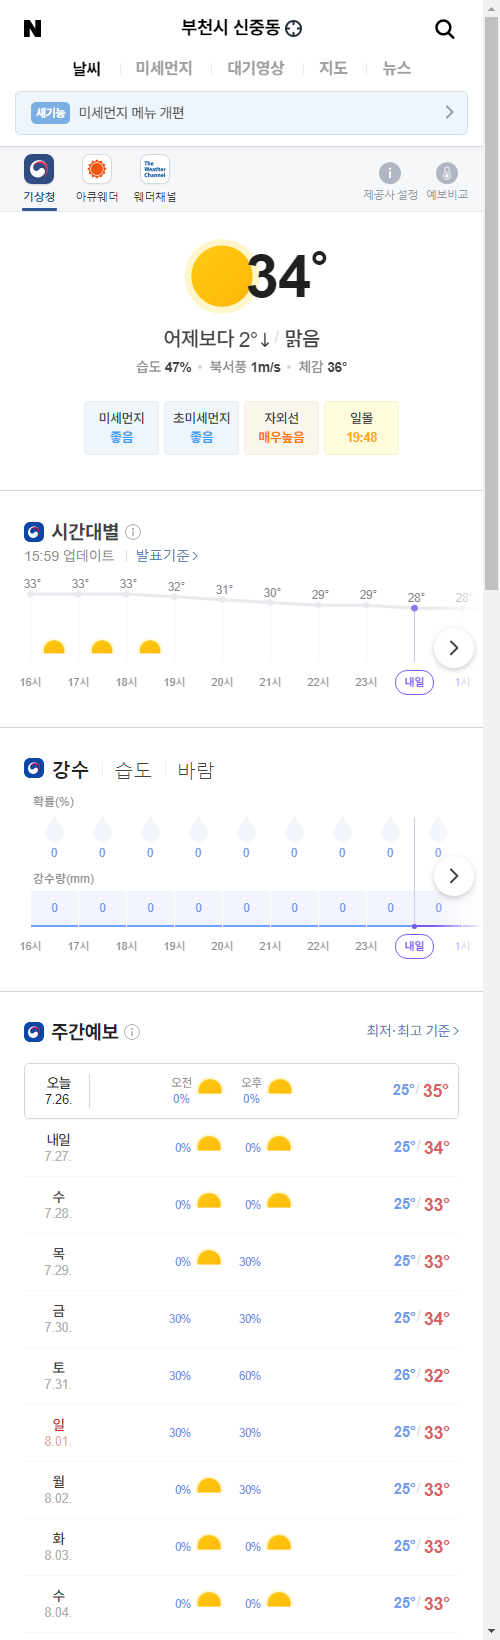 N
부천시 신중동
날씨 미세먼지 대기영상 지도 뉴스
새기능 미세먼지 메뉴 개편
The Weather Channel
기상청 아큐웨더 웨더채널 제공사 설정 예보비교
34°
어제보다 2°↓ / 맑음
습도 47% 북서풍 1m/s 체감 36°
미세먼지 초미세먼지 자외선 일몰
좋음 좋음 매우높음 19:48
시간대별
15:59 업데이트 발표기준 >
33° 33° 33° 32° 31° 30° 29° 29° 28° 28°
16시 17시 18시 19시 20시 21시 22시 23시 내일 1시
강수 습도 바람
확률(%)
0 0 0 0 0 0 0 0 0
강수량(mm)
0 0 0 0 0 0 0 0 0
16시 17시 18시 19시 20시 21시 22시 23시 내일 1시
주간예보 최저·최고 기준 >
오늘 7.26. 오전 0% 오후 0% 25° / 35°
내일 7.27. 0% 0% 25° / 34°
수 7.28. 0% 0% 25° / 33°
목 7.29. 0% 30% 25° / 33°
금 7.30. 30% 30% 25° / 34°
토 7.31. 30% 60% 26° / 32°
일 8.01. 30% 30% 25° / 33°
월 8.02. 0% 30% 25° / 33°
화 8.03. 0% 0% 25° / 33°
수 8.04. 0% 0% 25° / 33°